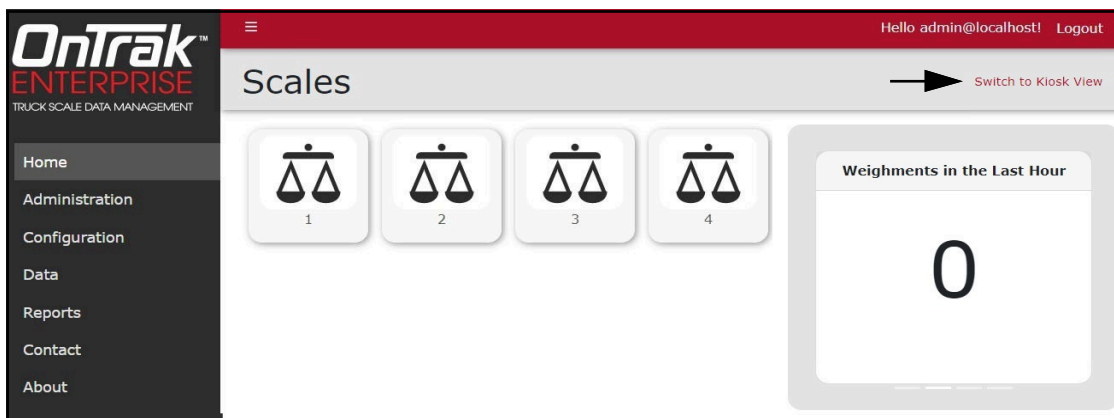 OnTrak™
ENTERPRISE
TRUCK SCALE DATA MANAGEMENT
☰
Hello admin@localhost! Logout
Scales
Switch to Kiosk View
Home
Administration
Configuration
Data
Reports
Contact
About
1
2
3
4
Weighments in the Last Hour
0